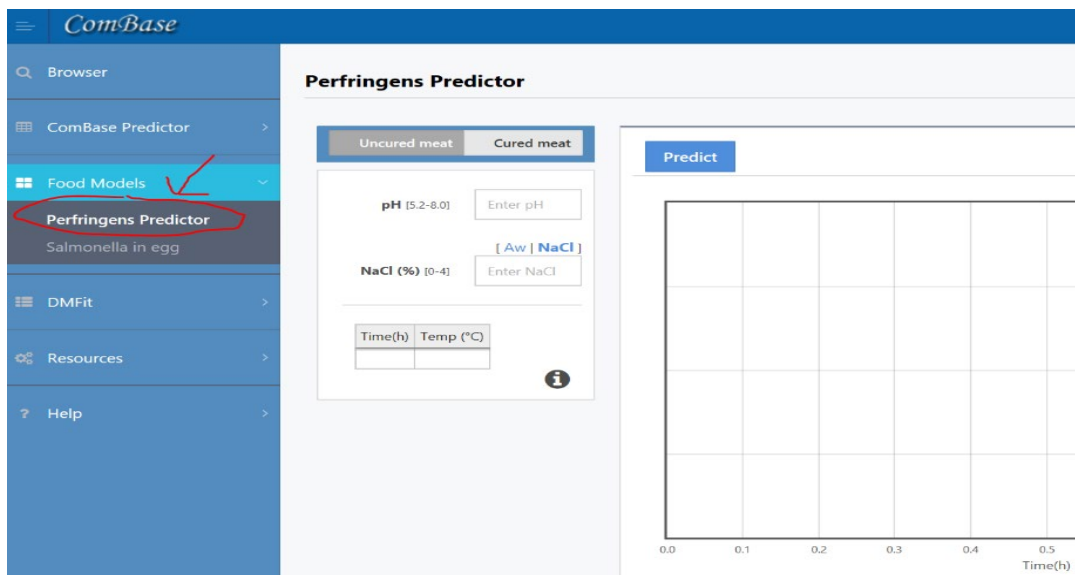 ComBase
Browser
ComBase Predictor
Food Models
Perfringens Predictor
Salmonella in egg
DMFit
Resources
? Help
Perfringens Predictor
Uncured meat Cured meat
pH [5.2-8.0] Enter pH
[ Aw | NaCl ]
NaCl (%) [0-4] Enter NaCl
Time(h) Temp (°C)
Predict
0.0 0.1 0.2 0.3 0.4 0.5
Time(h)